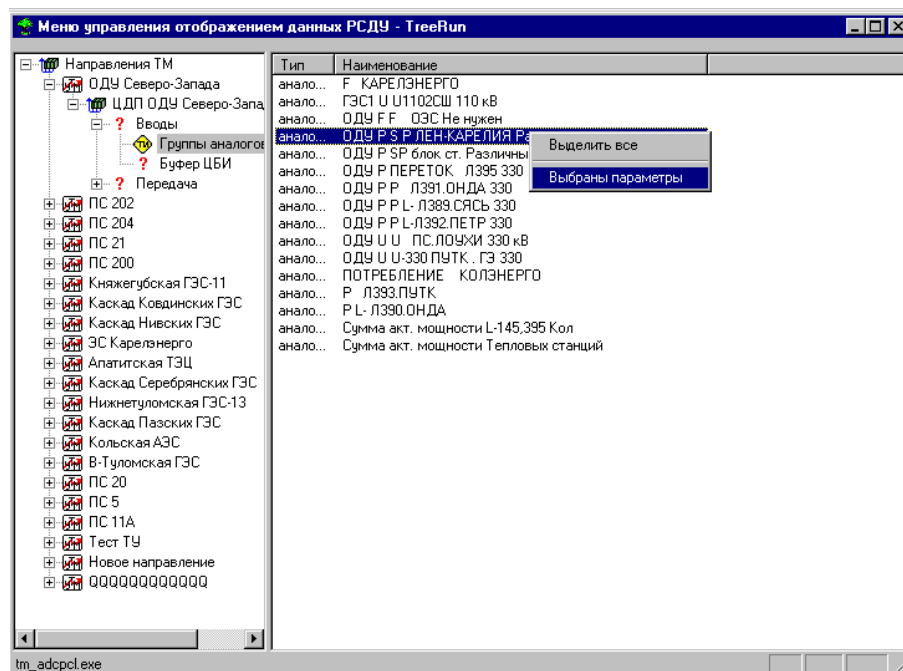 Меню управления отображением данных РСДУ - TreeRun
Направления ТМ
ОДУ Северо-Запада
ЦДП ОДУ Северо-Запа
Вводы
Группы аналогов
Буфер ЦБИ
Передача
ПС 202
ПС 204
ПС 21
ПС 200
Княжегубская ГЭС-11
Каскад Ковдинских ГЭС
Каскад Нивских ГЭС
ЭС Карелэнерго
Апатитская ТЭЦ
Каскад Серебрянских ГЭС
Нижнетуломская ГЭС-13
Каскад Пазских ГЭС
Кольская АЭС
В-Туломская ГЭС
ПС 20
ПС 5
ПС 11А
Тест ТУ
Новое направление
QQQQQQQQQQQQ
Тип Наименование
анало... F КАРЕЛЭНЕРГО
анало... ГЭС1 U U1102СШ 110 кВ
анало... ОДУ F F ОЭС Не нужен
анало... ОДУ P S P ЛЕН-КАРЕЛИЯ Ра
анало... ОДУ P SP блок ст. Различны
анало... ОДУ P ПЕРЕТОК Л395 330
анало... ОДУ P P Л391.ОНДА 330
анало... ОДУ P P L- Л389.СЯСЬ 330
анало... ОДУ P P L-Л392.ПЕТР 330
анало... ОДУ U U ПС.ЛОУХИ 330 кВ
анало... ОДУ U U-330 ПУТК . ГЭ 330
анало... ПОТРЕБЛЕНИЕ КОЛЭНЕРГО
анало... P Л393.ПУТК
анало... P L- Л390.ОНДА
анало... Сумма акт. мощности L-145,395 Кол
анало... Сумма акт. мощности Тепловых станций
Выделить все
Выбраны параметры
tm_adcpcl.exe